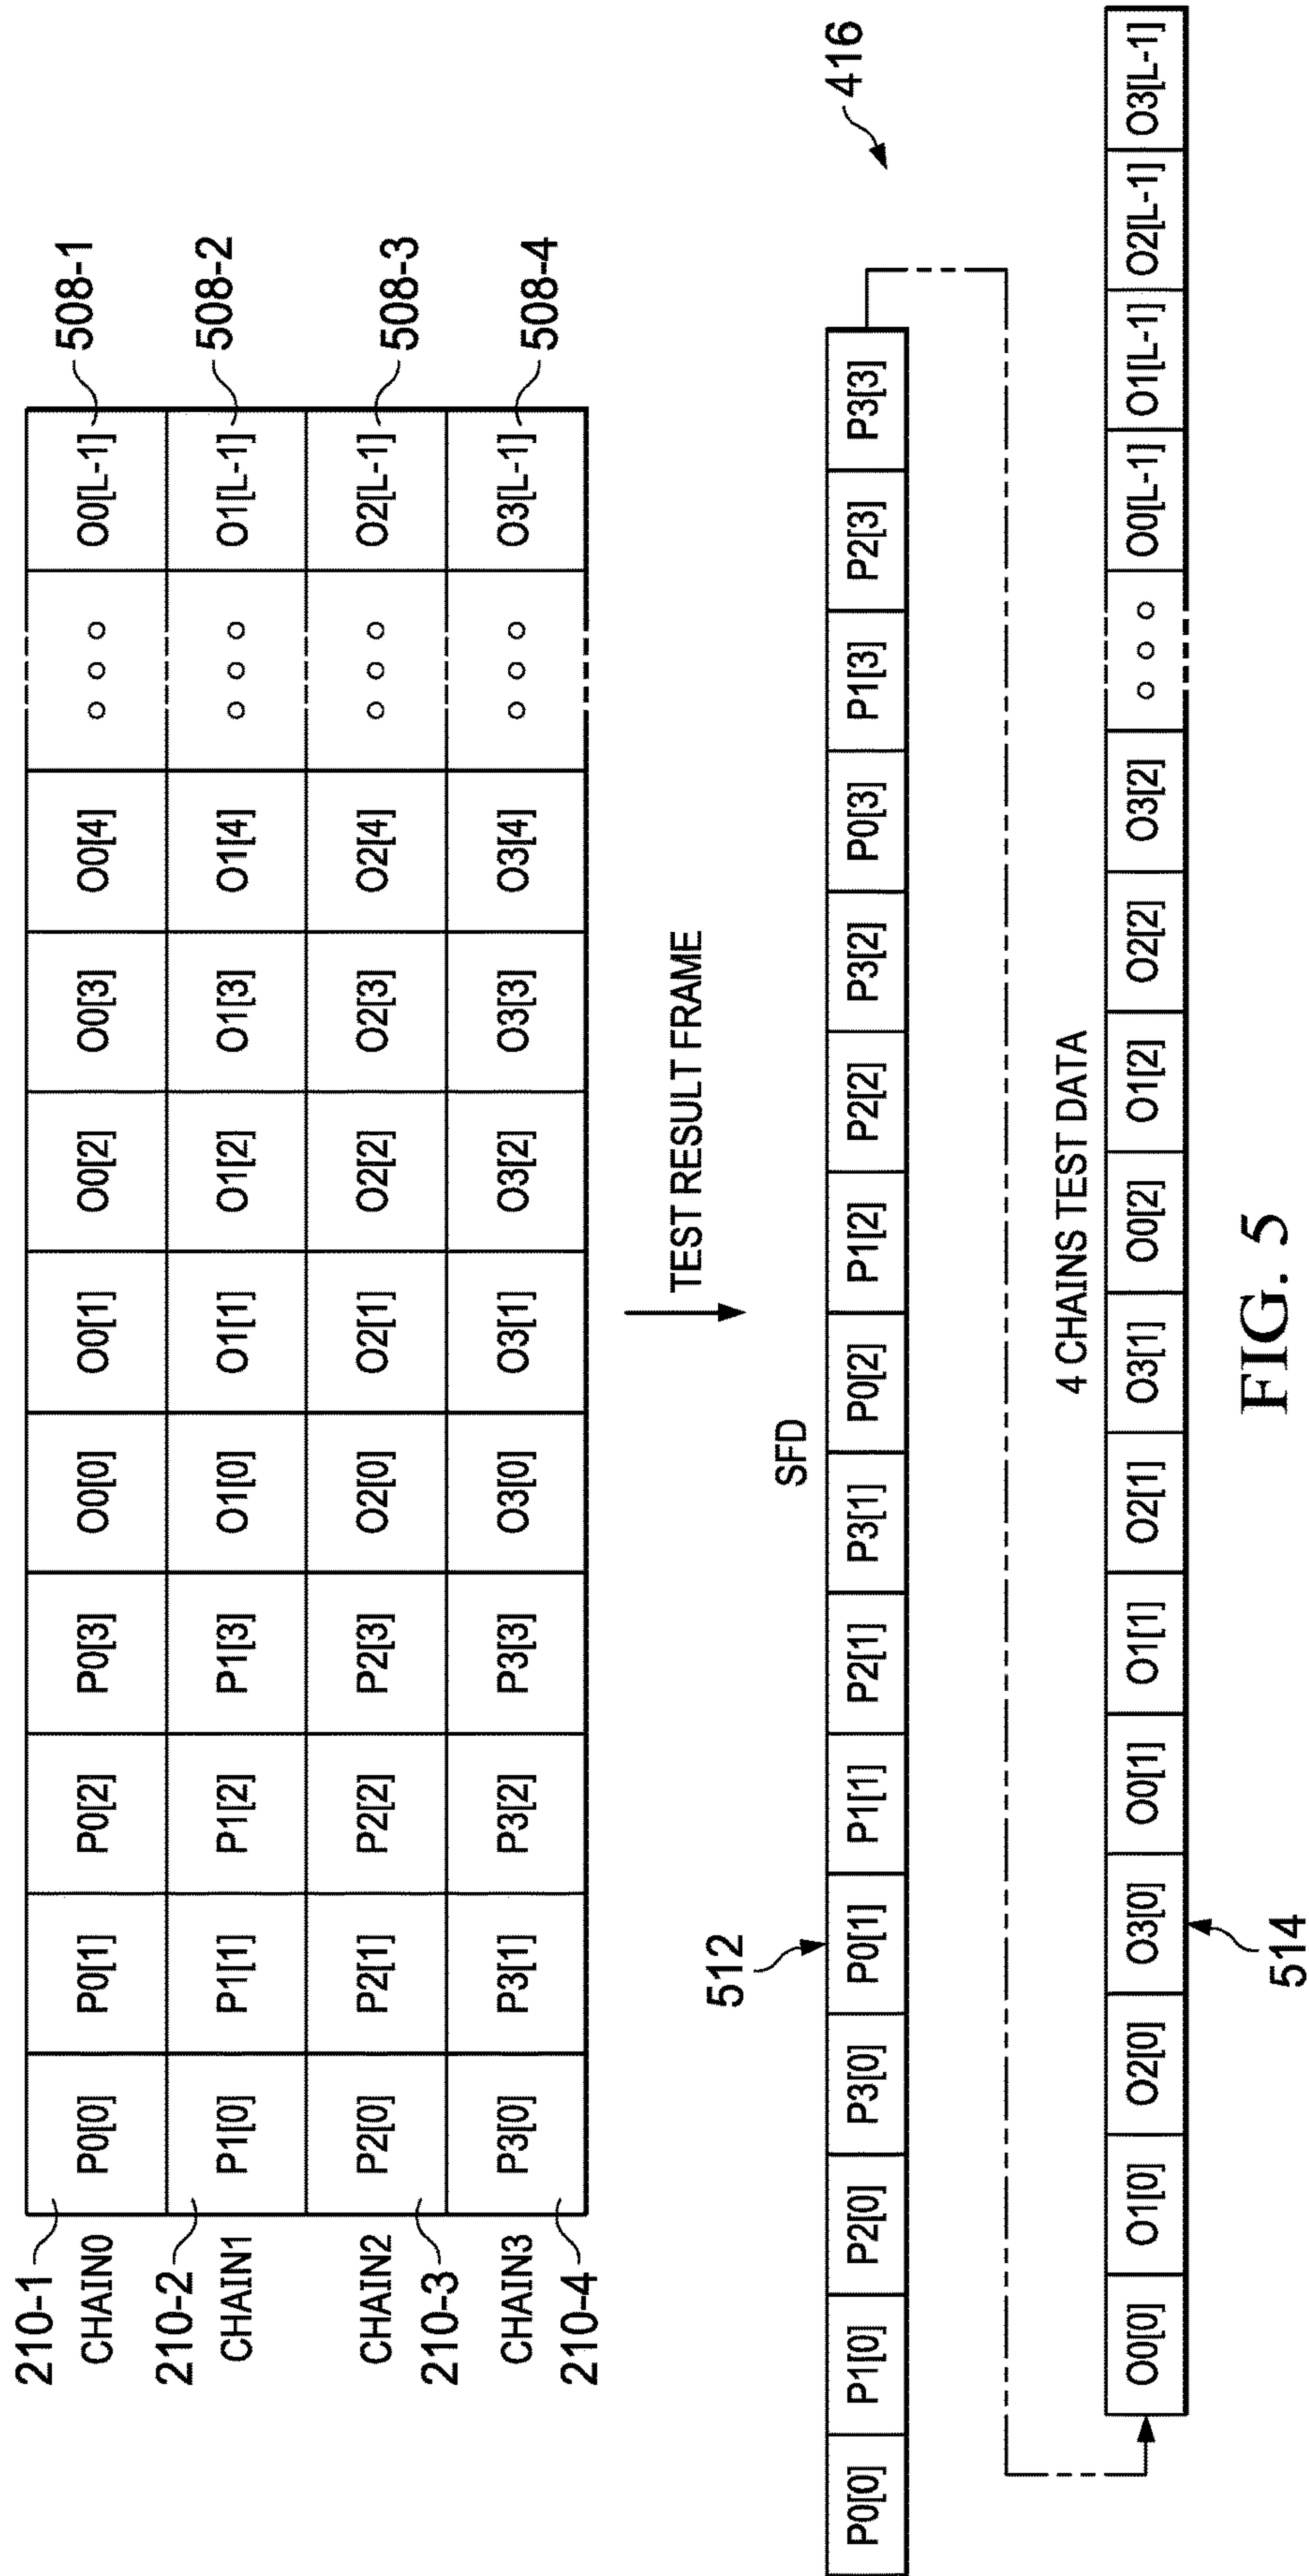 210-1
CHAIN0
P0[0] P0[1] P0[2] P0[3] O0[0] O0[1] O0[2] O0[3] O0[4] ○ ○ ○ O0[L-1]
508-1
210-2
CHAIN1
P1[0] P1[1] P1[2] P1[3] O1[0] O1[1] O1[2] O1[3] O1[4] ○ ○ ○ O1[L-1]
508-2
CHAIN2
210-3
P2[0] P2[1] P2[2] P2[3] O2[0] O2[1] O2[2] O2[3] O2[4] ○ ○ ○ O2[L-1]
508-3
CHAIN3
210-4
P3[0] P3[1] P3[2] P3[3] O3[0] O3[1] O3[2] O3[3] O3[4] ○ ○ ○ O3[L-1]
508-4
TEST RESULT FRAME
512
SFD
416
P0[0] P1[0] P2[0] P3[0] P0[1] P1[1] P2[1] P3[1] P0[2] P1[2] P2[2] P3[2] P0[3] P1[3] P2[3] P3[3]
4 CHAINS TEST DATA
O0[0] O1[0] O2[0] O3[0] O0[1] O1[1] O2[1] O3[1] O0[2] O1[2] O2[2] O3[2] ○ ○ ○ O0[L-1] O1[L-1] O2[L-1] O3[L-1]
514
FIG. 5